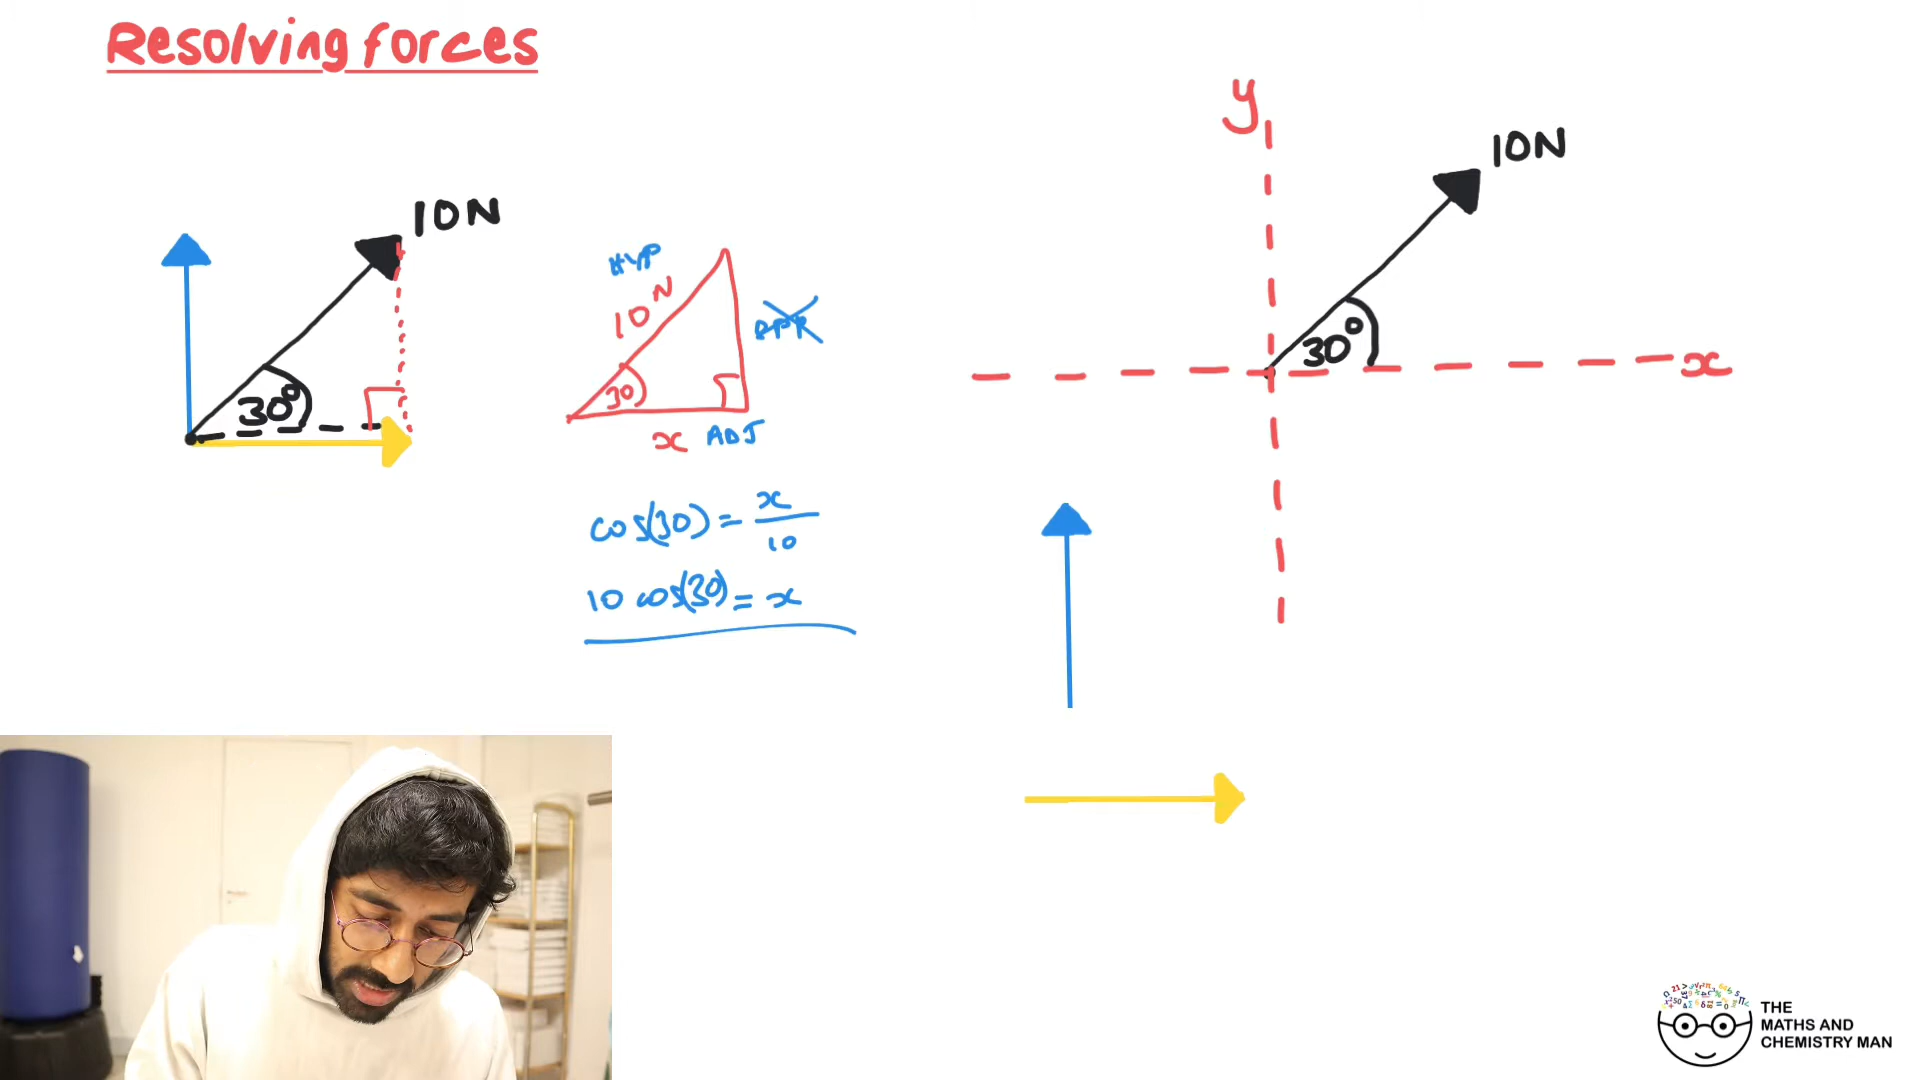 Resolving forces
10N
30°
HYP
10N
OPP
30
x ADJ
cos(30) = x/10
10 cos(30) = x
y
10N
30°
x
THE
MATHS AND
CHEMISTRY MAN